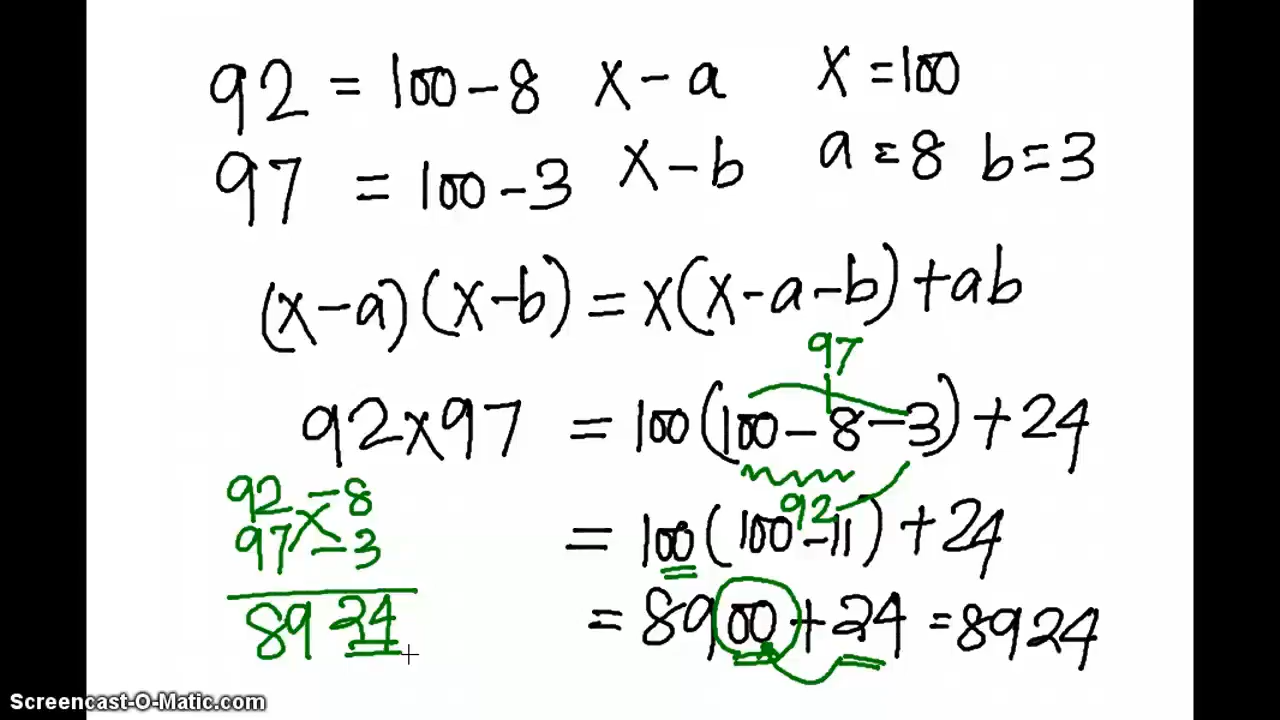 92 = 100 - 8 x - a x = 100
97 = 100 - 3 x - b a = 8 b = 3
(x - a)(x - b) = x(x - a - b) + ab
97
92 x 97 = 100(100 - 8 - 3) + 24
92
92 - 8
97 - 3
= 100(100 - 11) + 24
8924
= 8900 + 24 = 8924
Screencast-O-Matic.com